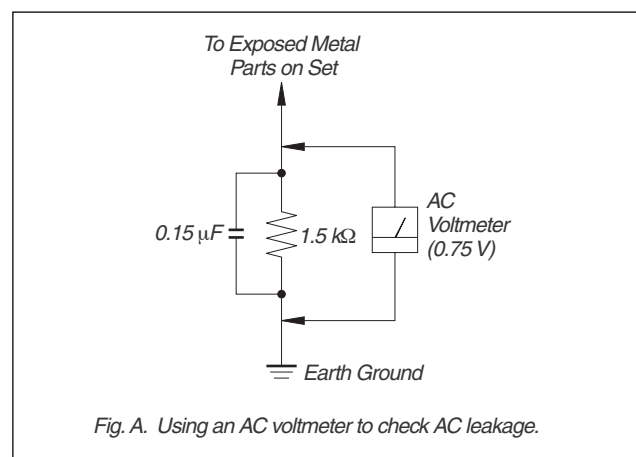 To Exposed Metal
Parts on Set
0.15 μF
1.5 kΩ
AC
Voltmeter
(0.75 V)
Earth Ground
Fig. A. Using an AC voltmeter to check AC leakage.